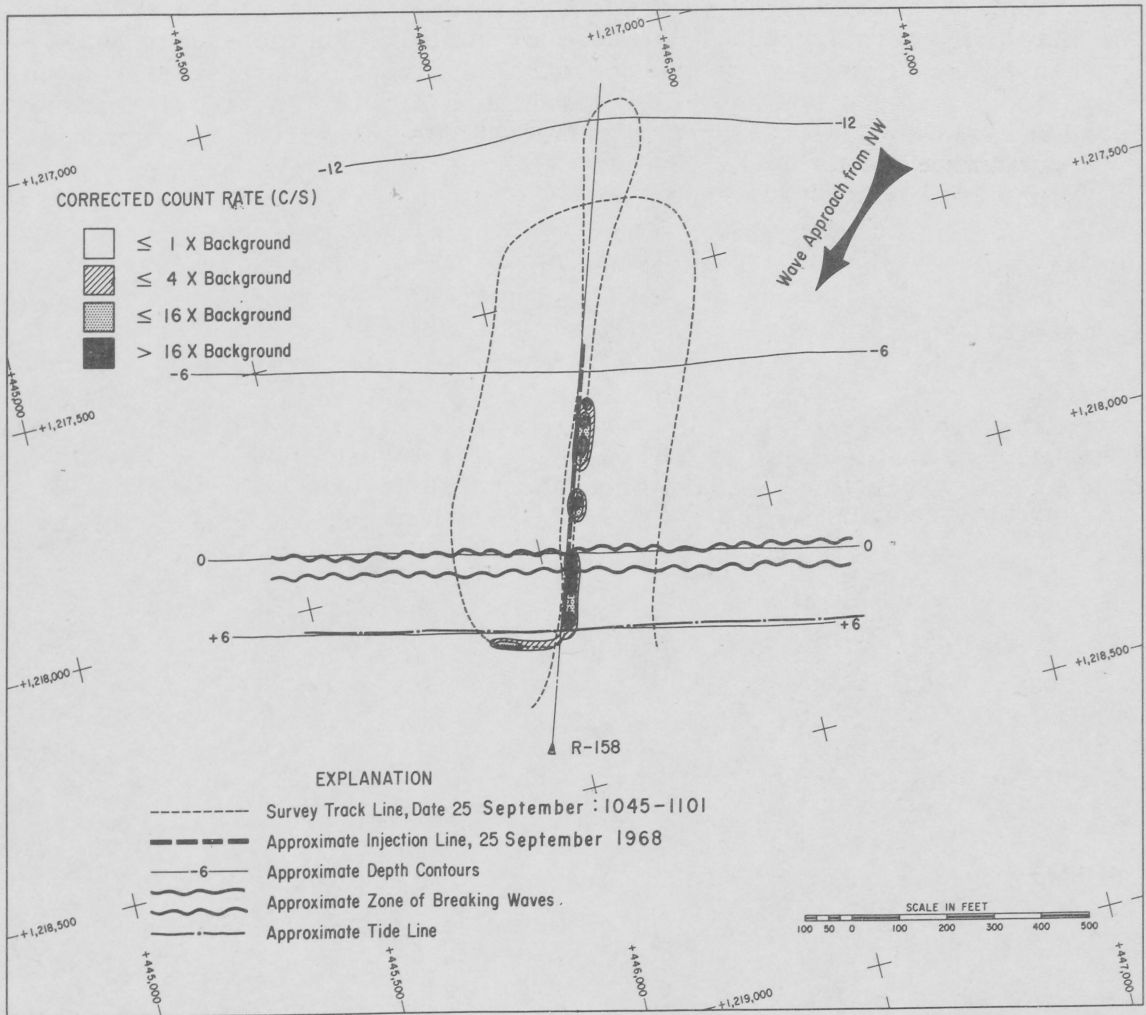 +1,217,000
+445,500
+446,000
+446,500
+447,000
-12
-12
+1,217,500
+1,217,000
Wave Approach from NW
CORRECTED COUNT RATE (C/S)
≤ 1 X Background
≤ 4 X Background
≤ 16 X Background
> 16 X Background
-6
-6
+445,000
+1,217,500
+1,218,000
0
0
+6
+6
+1,218,000
+1,218,500
R-158
EXPLANATION
Survey Track Line, Date 25 September : 1045-1101
Approximate Injection Line, 25 September 1968
-6
Approximate Depth Contours
Approximate Zone of Breaking Waves.
Approximate Tide Line
SCALE IN FEET
100 50 0 100 200 300 400 500
+1,218,500
+445,000
+445,500
+446,000
+1,219,000
+447,000